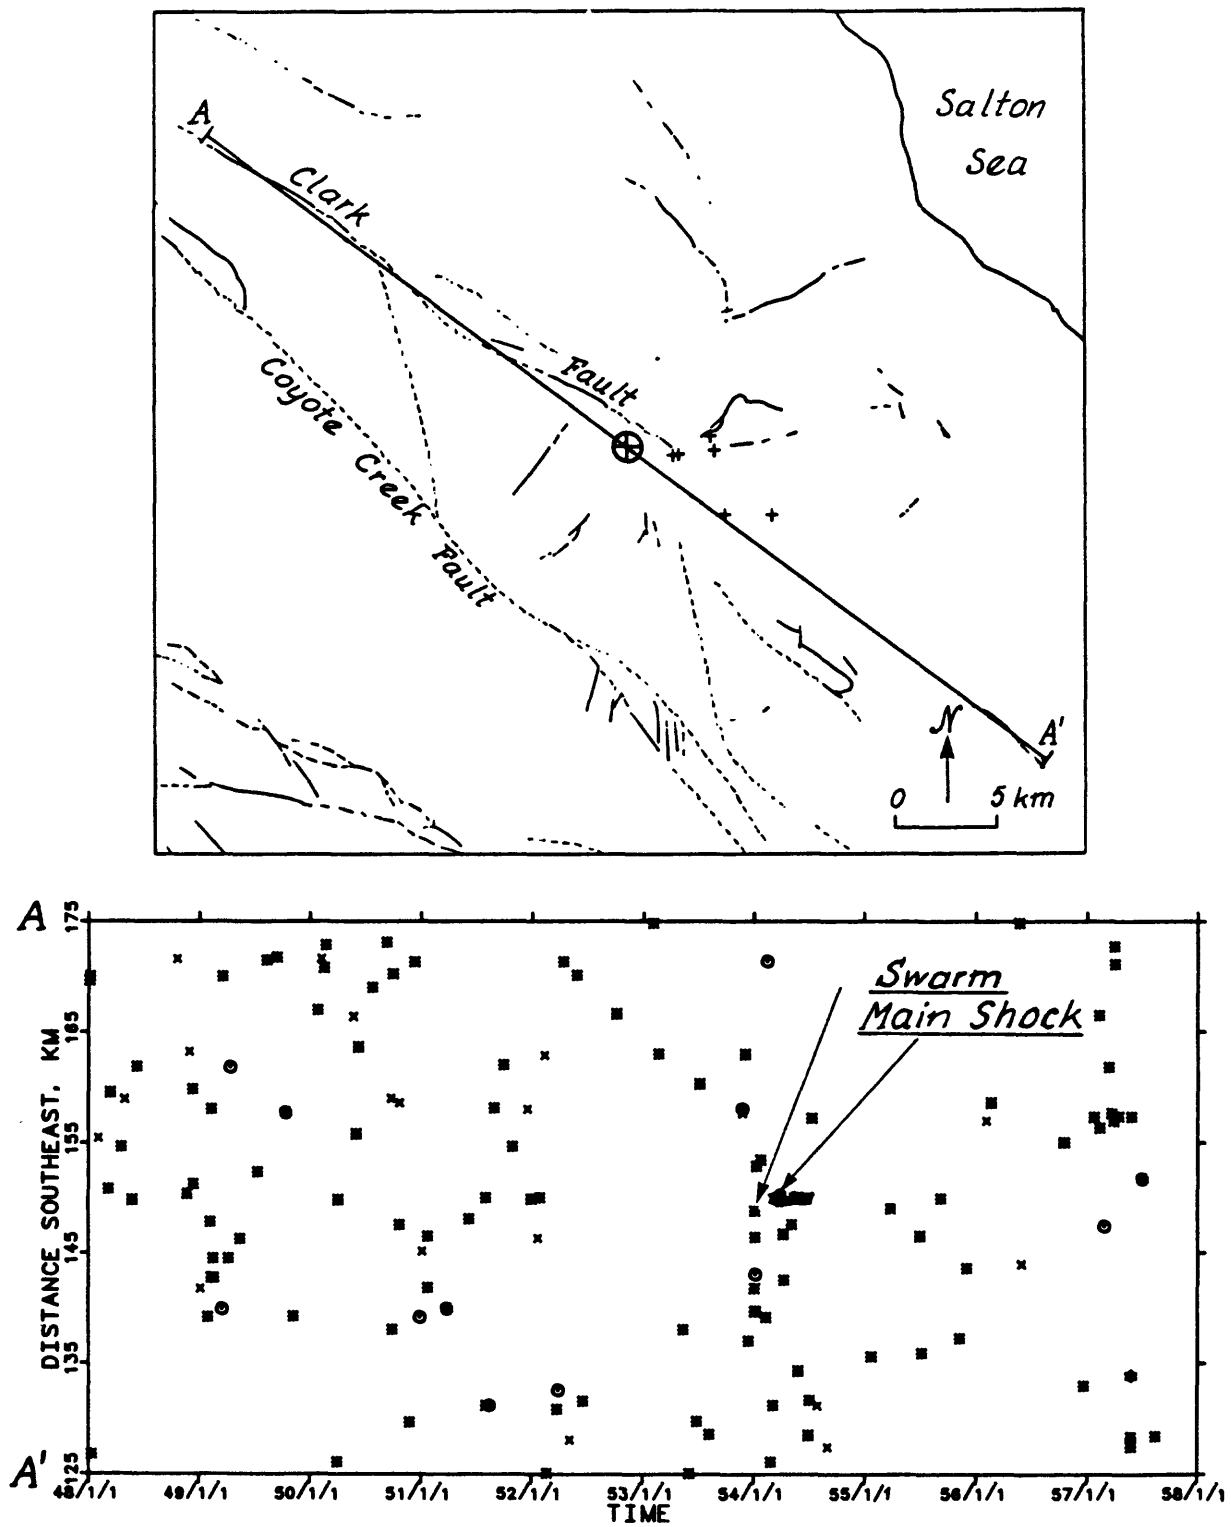 Salton
Sea
A
Clark
Fault
Coyote
Creek
Fault
N
A'
0 5 km
A
175
165
155
145
135
125
A'
DISTANCE SOUTHEAST, KM
Swarm
Main Shock
48/1/1 49/1/1 50/1/1 51/1/1 52/1/1 53/1/1 54/1/1 55/1/1 56/1/1 57/1/1 58/1/1
TIME